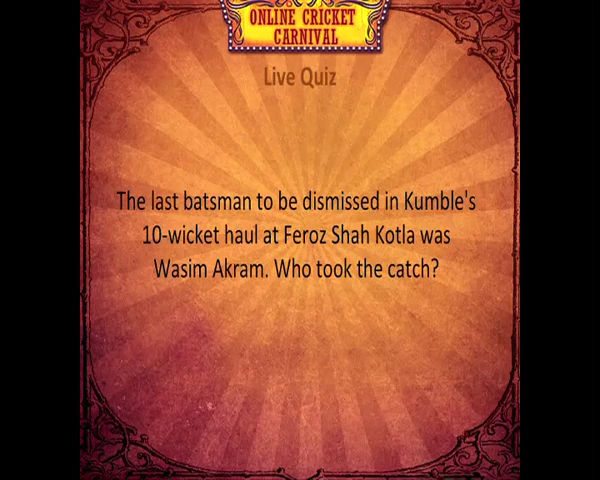 ONLINE CRICKET
CARNIVAL
Live Quiz
The last batsman to be dismissed in Kumble's
10-wicket haul at Feroz Shah Kotla was
Wasim Akram. Who took the catch?